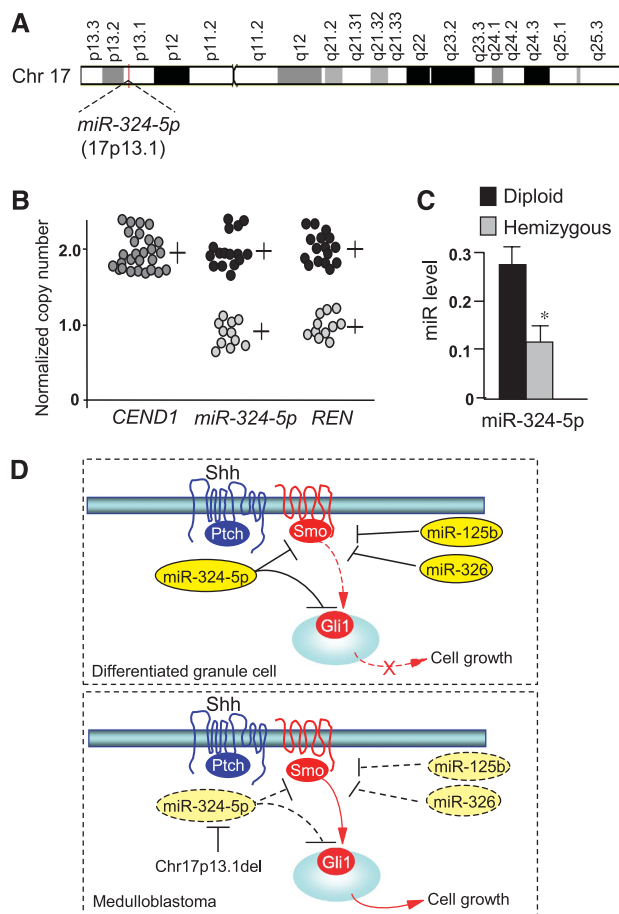 A
p13.3
p13.2
p13.1
p12
p11.2
q11.2
q12
q21.2
q21.31
q21.32
q21.33
q22
q23.2
q23.3
q24.1
q24.2
q24.3
q25.1
q25.3
Chr 17
miR-324-5p
(17p13.1)
B
Normalized copy number
2.0
1.0
0
CEND1 miR-324-5p REN
C
Diploid
Hemizygous
miR level
0.3
0.2
0.1
0
*
miR-324-5p
D
Shh
Ptch
Smo
miR-125b
miR-326
miR-324-5p
Gli1
X
Cell growth
Differentiated granule cell
Shh
Ptch
Smo
miR-125b
miR-326
miR-324-5p
Chr17p13.1del
Gli1
Cell growth
Medulloblastoma